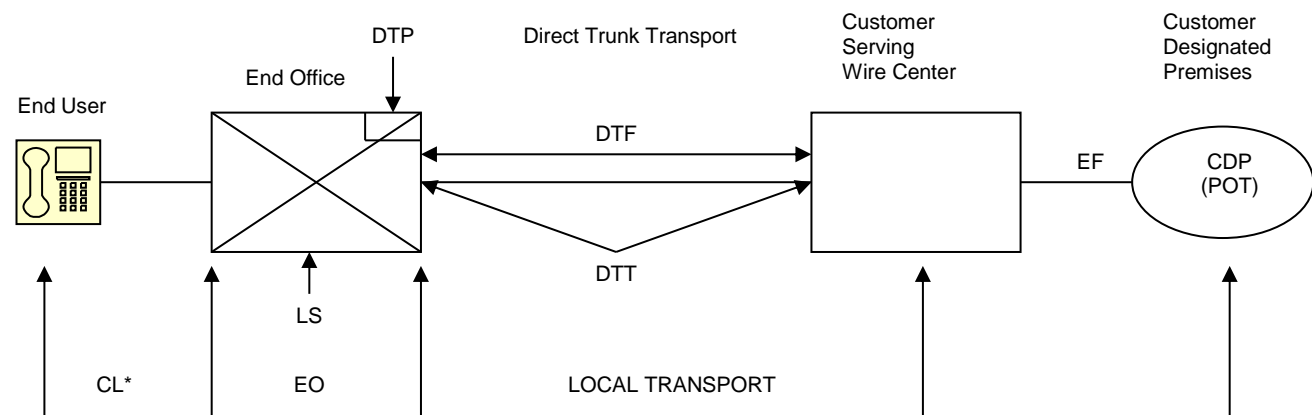 DTP
Direct Trunk Transport
Customer
Serving
Wire Center
Customer
Designated
Premises
End Office
End User
DTF
EF
CDP
(POT)
DTT
LS
CL*
EO
LOCAL TRANSPORT